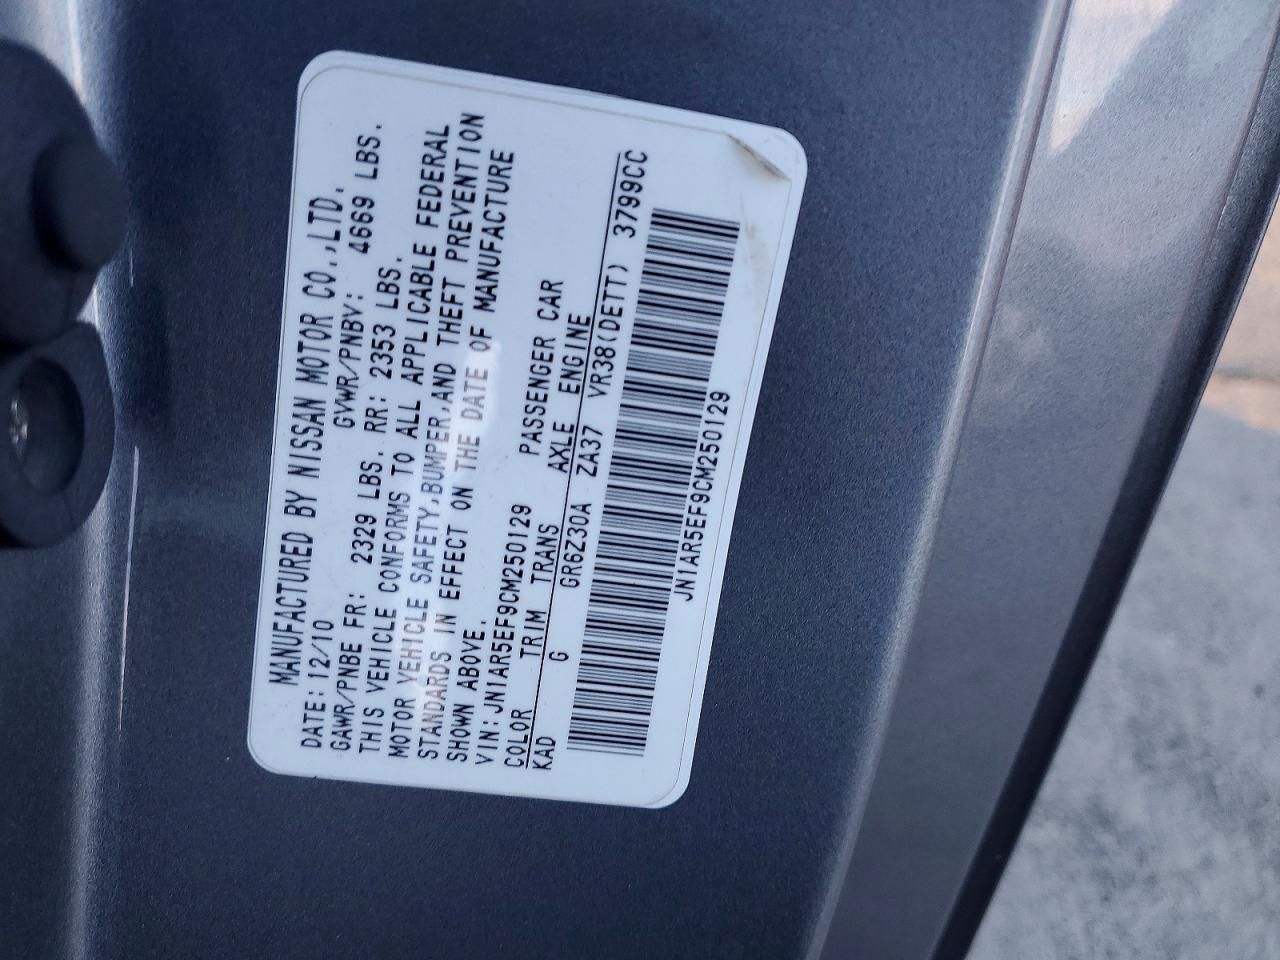 MANUFACTURED BY NISSAN MOTOR CO.,LTD.
DATE: 12/10 GVWR/PNBV: 4669 LBS.
GAWR/PNBE FR: 2329 LBS. RR: 2353 LBS.
THIS VEHICLE CONFORMS TO ALL APPLICABLE FEDERAL
MOTOR VEHICLE SAFETY,BUMPER,AND THEFT PREVENTION
STANDARDS IN EFFECT ON THE DATE OF MANUFACTURE
SHOWN ABOVE.
VIN:JN1AR5EF9CM250129 PASSENGER CAR
COLOR TRIM TRANS AXLE ENGINE
KAD G GR6Z30A ZA37 VR38(DETT) 3799CC
JN1AR5EF9CM250129